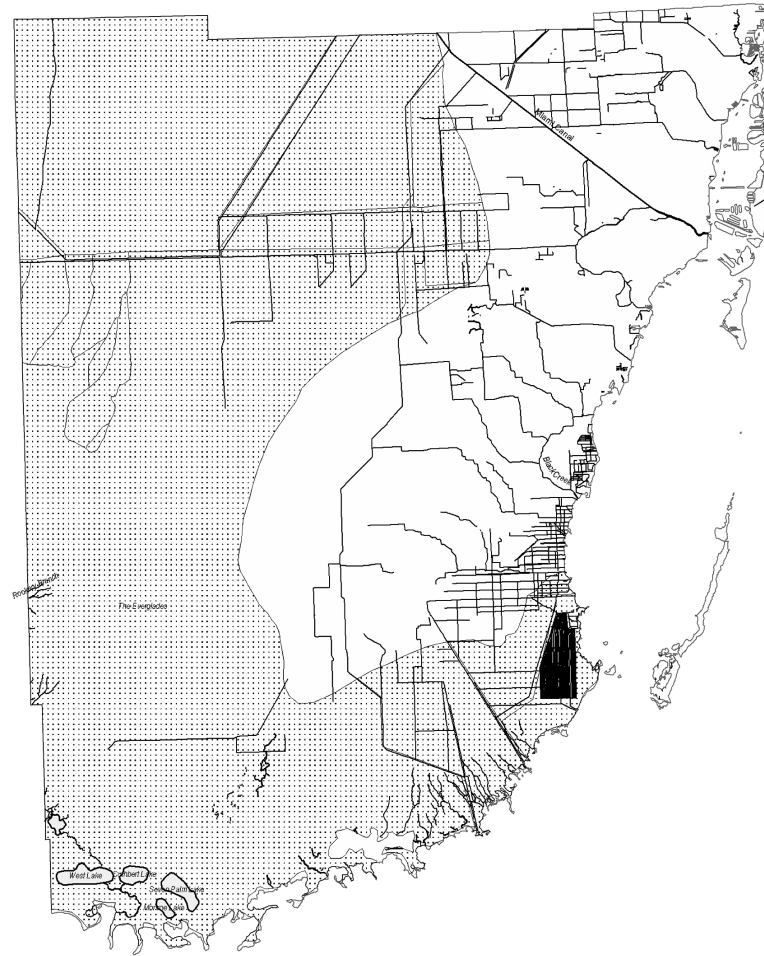 Miami Canal
Black Creek
The Everglades
West Lake
Cuthbert Lake
Seven Palm Lake
Monroe Lake